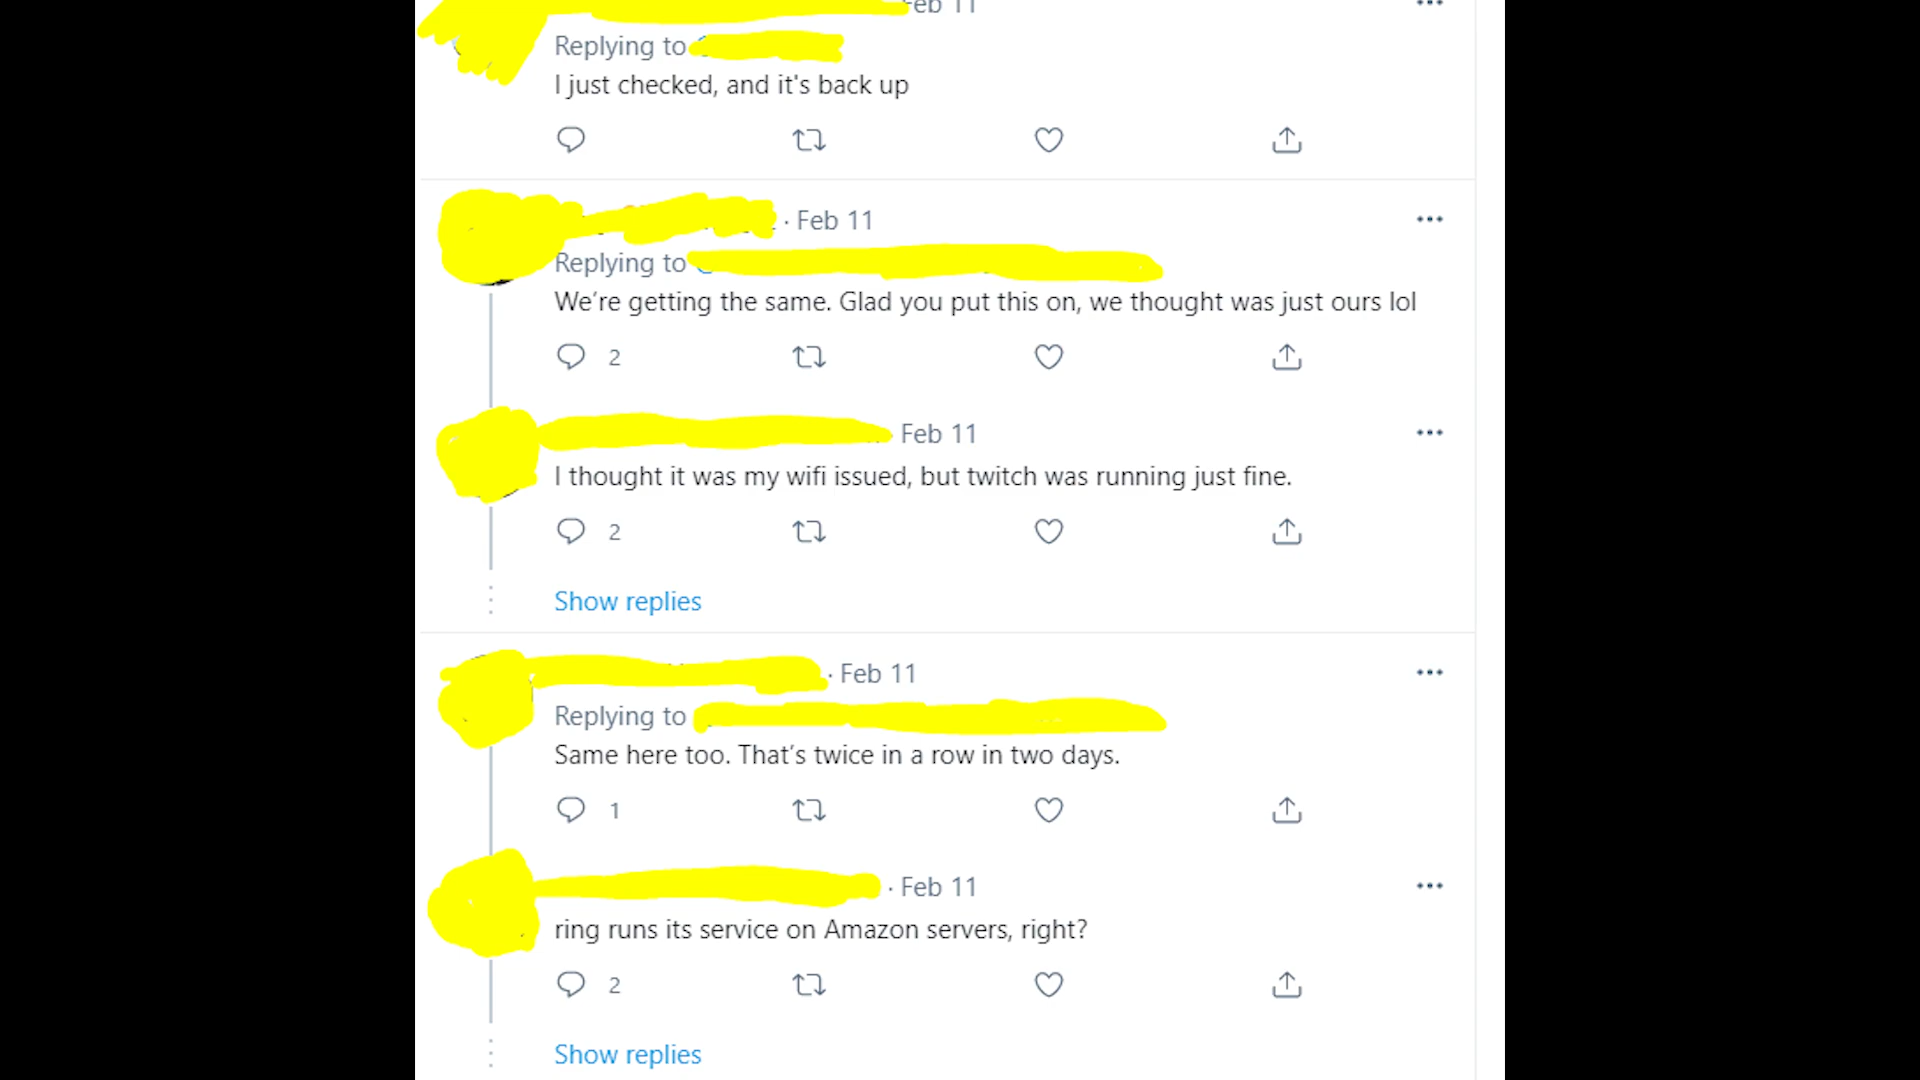 Feb 11
Replying to
I just checked, and it's back up
· Feb 11
Replying to
We're getting the same. Glad you put this on, we thought was just ours lol
2
Feb 11
I thought it was my wifi issued, but twitch was running just fine.
2
Show replies
· Feb 11
Replying to
Same here too. That's twice in a row in two days.
1
· Feb 11
ring runs its service on Amazon servers, right?
2
Show replies